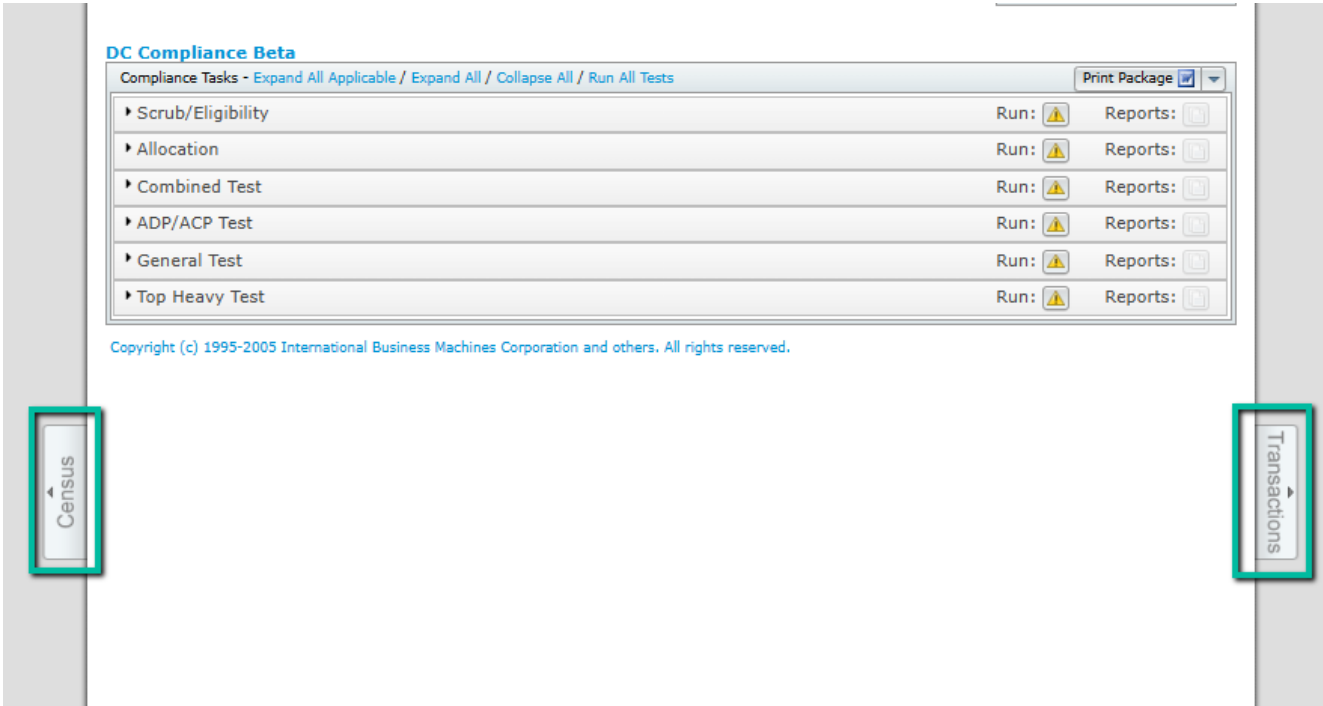 DC Compliance Beta
Compliance Tasks - Expand All Applicable / Expand All / Collapse All / Run All Tests Print Package
Scrub/Eligibility Run: Reports:
Allocation Run: Reports:
Combined Test Run: Reports:
ADP/ACP Test Run: Reports:
General Test Run: Reports:
Top Heavy Test Run: Reports:
Copyright (c) 1995-2005 International Business Machines Corporation and others. All rights reserved.
Census
Transactions